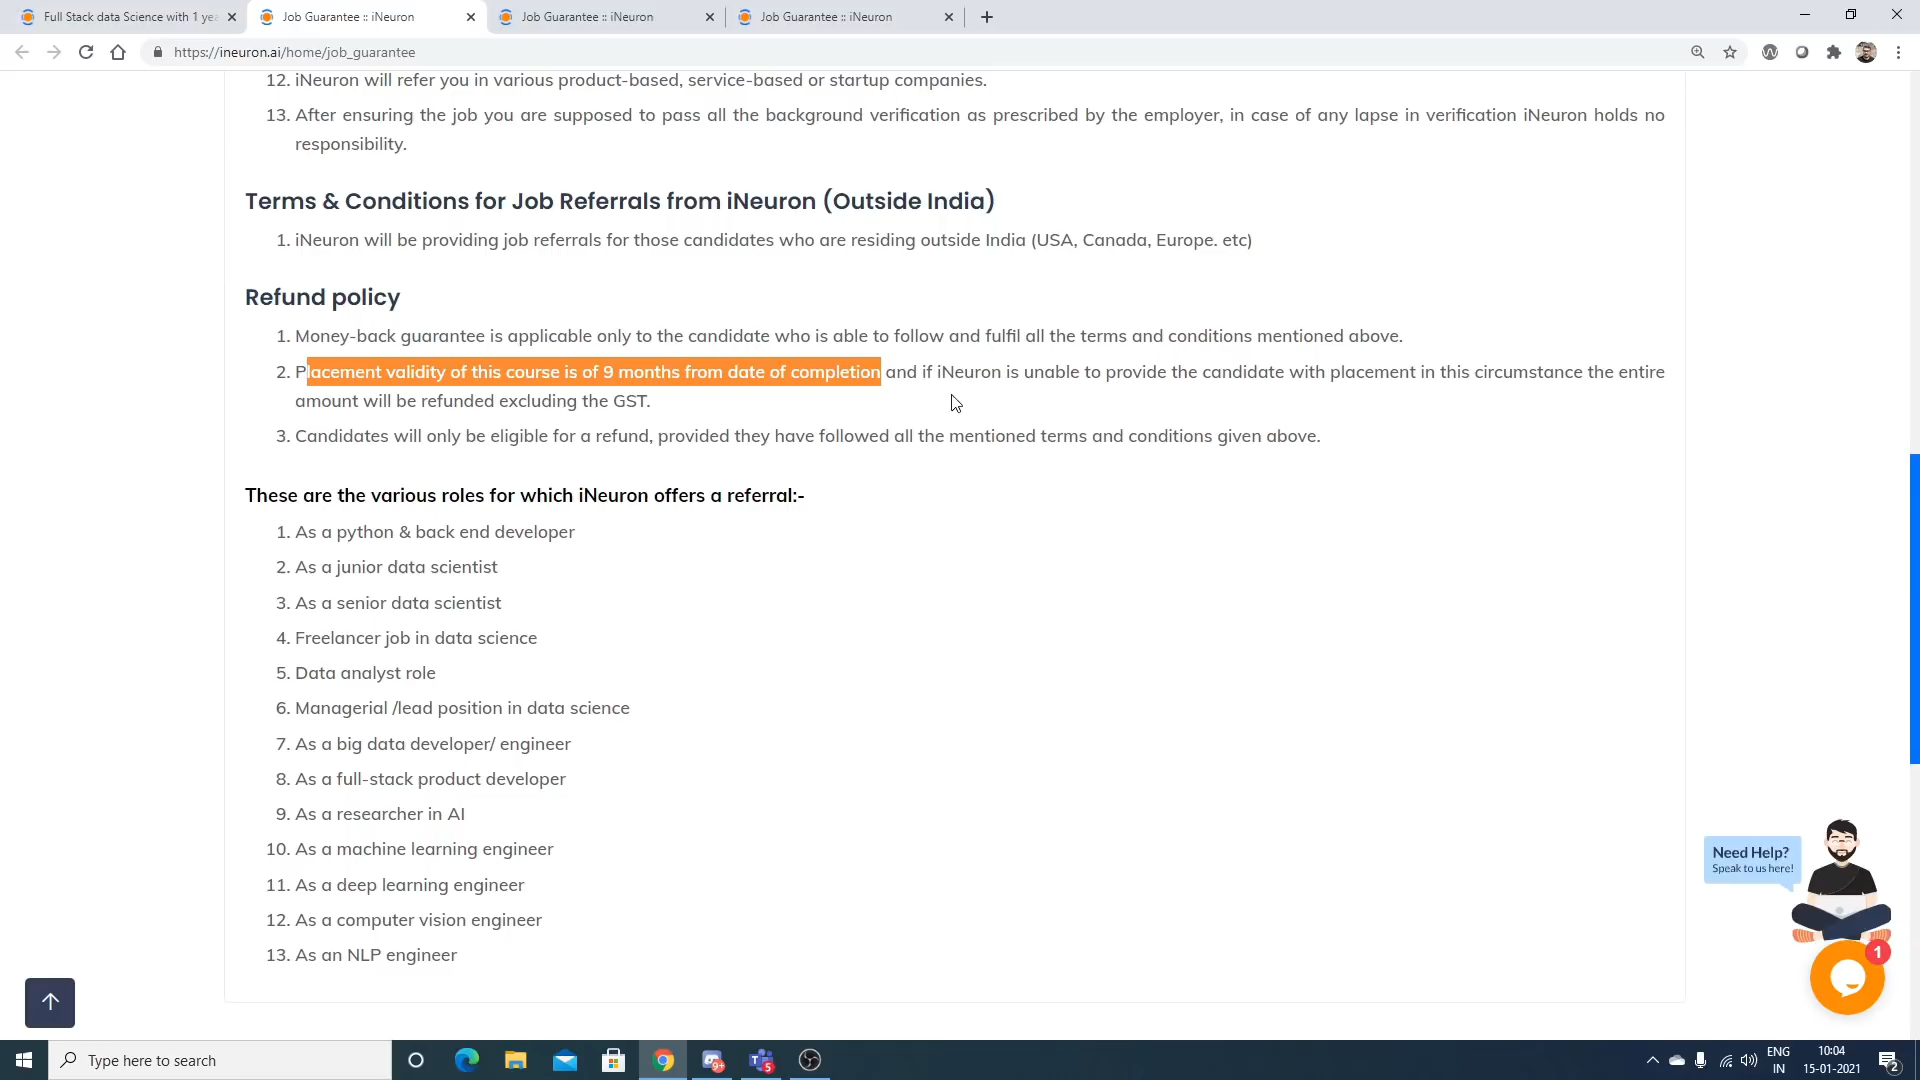 Full Stack data Science with 1 yea
Job Guarantee :: iNeuron
Job Guarantee :: iNeuron
Job Guarantee :: iNeuron
https://ineuron.ai/home/job_guarantee
12. iNeuron will refer you in various product-based, service-based or startup companies.
13. After ensuring the job you are supposed to pass all the background verification as prescribed by the employer, in case of any lapse in verification iNeuron holds no
responsibility.
Terms & Conditions for Job Referrals from iNeuron (Outside India)
1. iNeuron will be providing job referrals for those candidates who are residing outside India (USA, Canada, Europe. etc)
Refund policy
1. Money-back guarantee is applicable only to the candidate who is able to follow and fulfil all the terms and conditions mentioned above.
2. Placement validity of this course is of 9 months from date of completion and if iNeuron is unable to provide the candidate with placement in this circumstance the entire
amount will be refunded excluding the GST.
3. Candidates will only be eligible for a refund, provided they have followed all the mentioned terms and conditions given above.
These are the various roles for which iNeuron offers a referral:-
1. As a python & back end developer
2. As a junior data scientist
3. As a senior data scientist
4. Freelancer job in data science
5. Data analyst role
6. Managerial /lead position in data science
7. As a big data developer/ engineer
8. As a full-stack product developer
9. As a researcher in AI
10. As a machine learning engineer
11. As a deep learning engineer
12. As a computer vision engineer
13. As an NLP engineer
Need Help?
Speak to us here!
1
Type here to search
9+
5
ENG
IN
10:04
15-01-2021
2